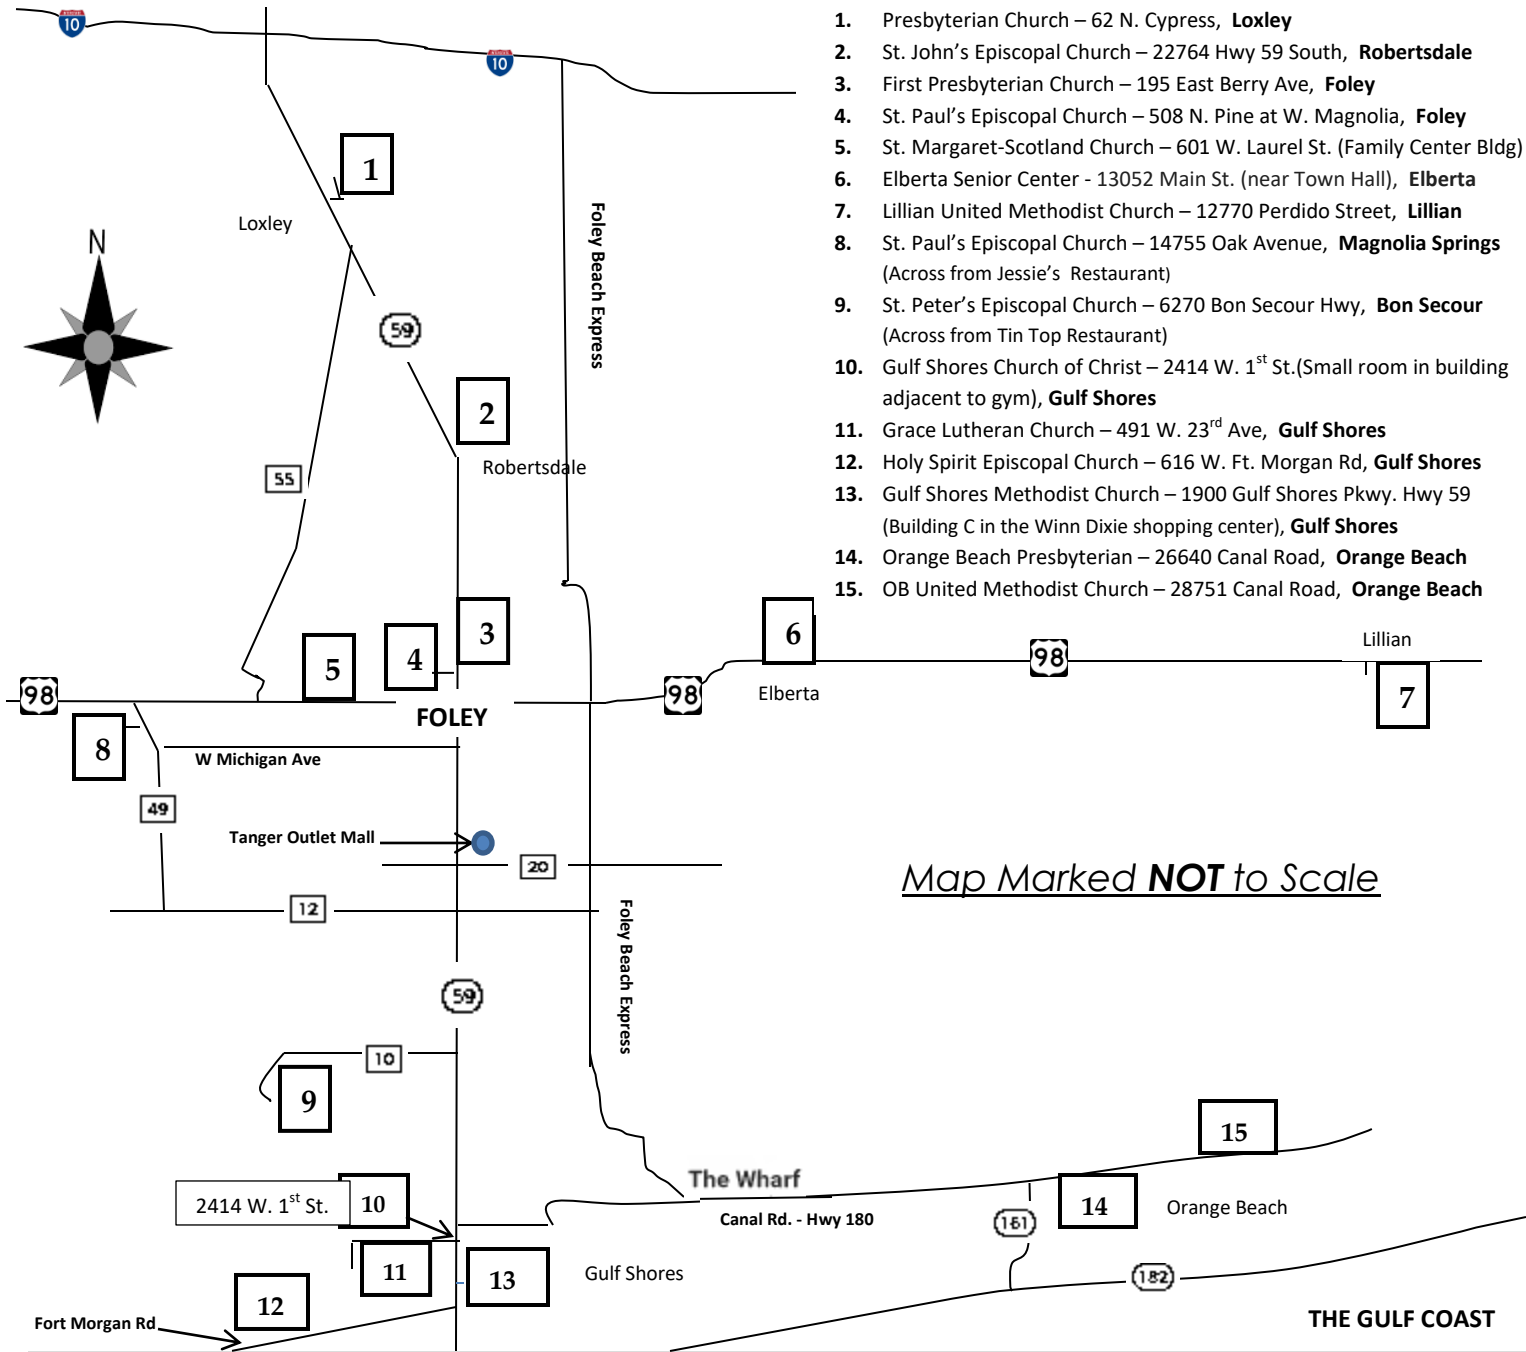 1. Presbyterian Church – 62 N. Cypress, Loxley
2. St. John’s Episcopal Church – 22764 Hwy 59 South, Robertsdale
3. First Presbyterian Church – 195 East Berry Ave, Foley
4. St. Paul’s Episcopal Church – 508 N. Pine at W. Magnolia, Foley
5. St. Margaret-Scotland Church – 601 W. Laurel St. (Family Center Bldg)
6. Elberta Senior Center - 13052 Main St. (near Town Hall), Elberta
7. Lillian United Methodist Church – 12770 Perdido Street, Lillian
8. St. Paul’s Episcopal Church – 14755 Oak Avenue, Magnolia Springs
(Across from Jessie’s Restaurant)
9. St. Peter’s Episcopal Church – 6270 Bon Secour Hwy, Bon Secour
(Across from Tin Top Restaurant)
10. Gulf Shores Church of Christ – 2414 W. 1st St.(Small room in building
adjacent to gym), Gulf Shores
11. Grace Lutheran Church – 491 W. 23rd Ave, Gulf Shores
12. Holy Spirit Episcopal Church – 616 W. Ft. Morgan Rd, Gulf Shores
13. Gulf Shores Methodist Church – 1900 Gulf Shores Pkwy. Hwy 59
(Building C in the Winn Dixie shopping center), Gulf Shores
14. Orange Beach Presbyterian – 26640 Canal Road, Orange Beach
15. OB United Methodist Church – 28751 Canal Road, Orange Beach
10
10
1
Loxley
N
Foley Beach Express
59
2
Robertsdale
55
3
4
5
6
Lillian
98
98
98
Elberta
7
FOLEY
8
W Michigan Ave
49
Tanger Outlet Mall
20
12
Map Marked NOT to Scale
Foley Beach Express
59
10
9
15
The Wharf
2414 W. 1st St.
10
14
Orange Beach
Canal Rd. - Hwy 180
161
11
13
Gulf Shores
182
12
Fort Morgan Rd
THE GULF COAST